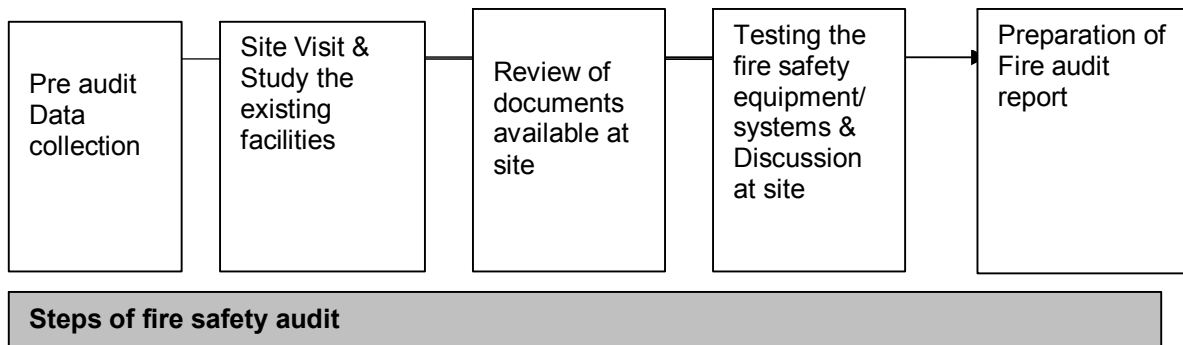 Pre audit
Data
collection
Site Visit &
Study the
existing
facilities
Review of
documents
available at
site
Testing the
fire safety
equipment/
systems &
Discussion
at site
Preparation of
Fire audit
report
Steps of fire safety audit